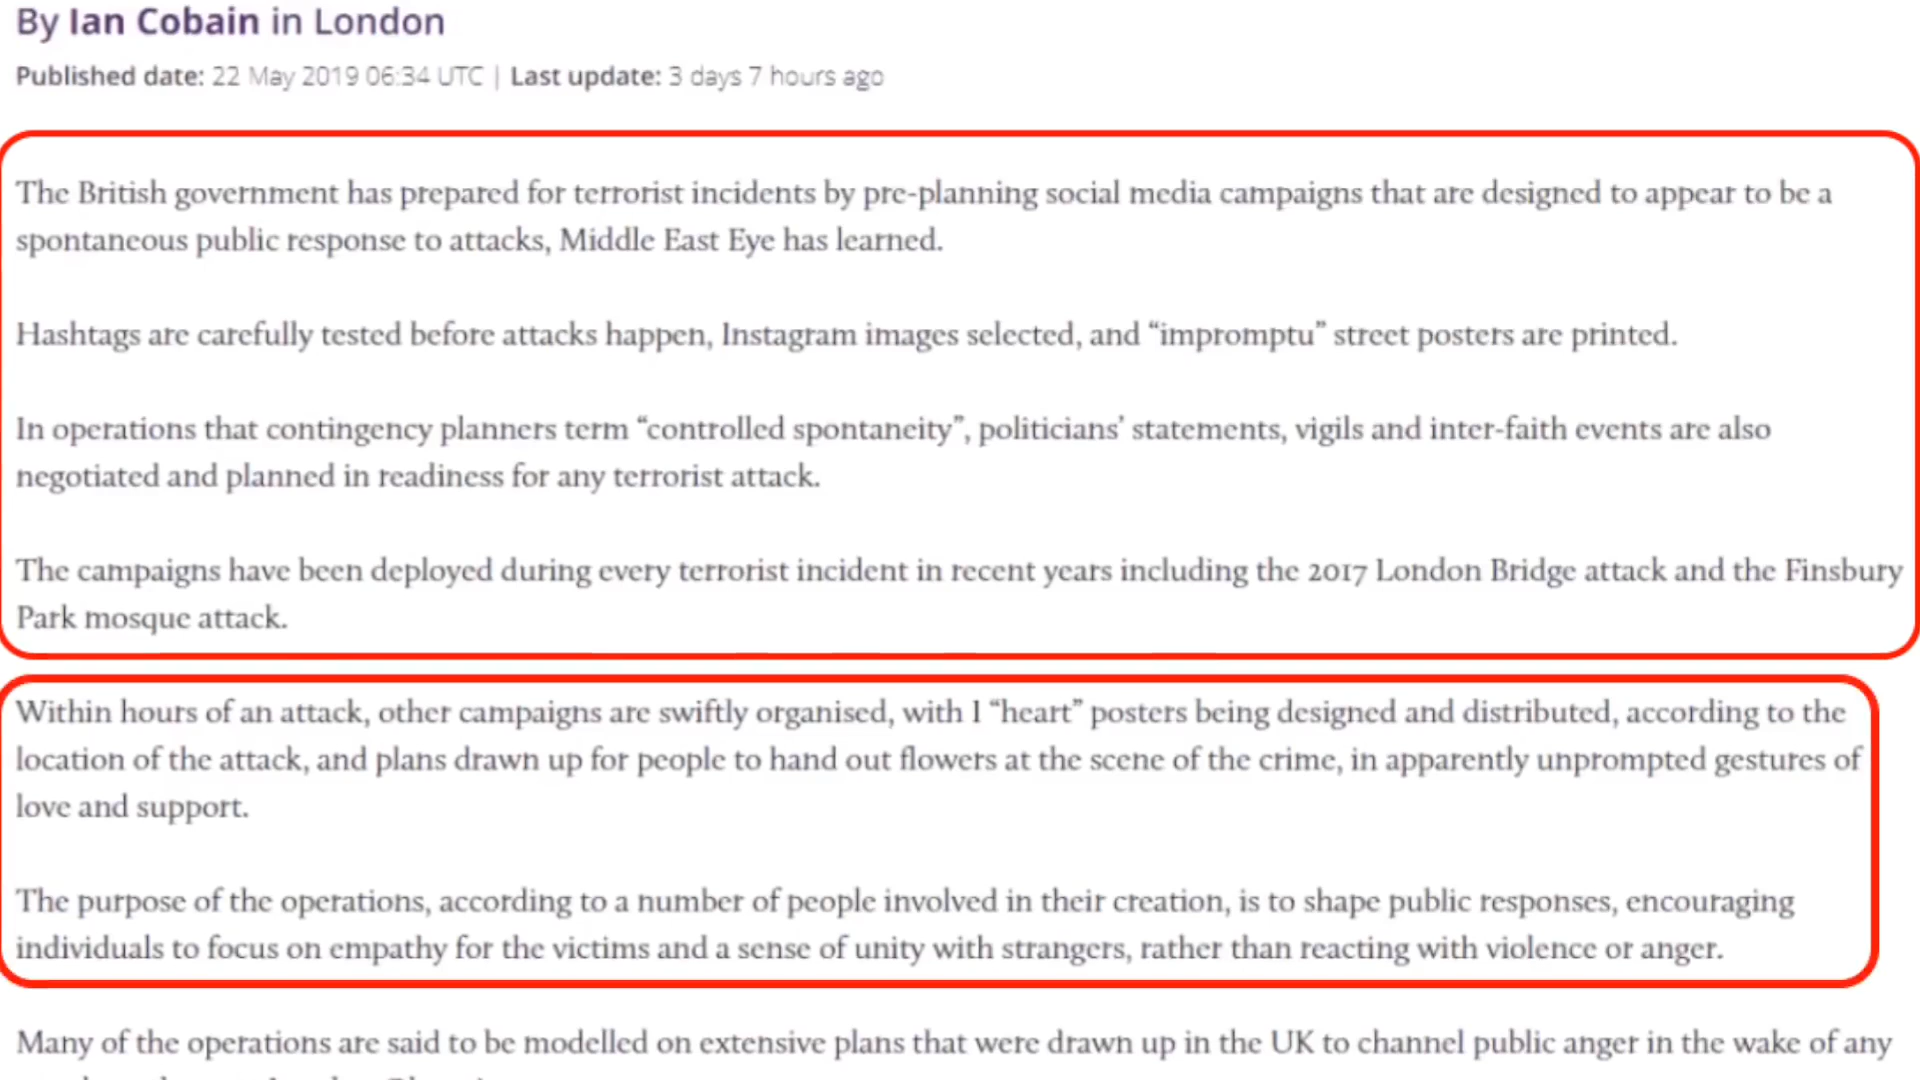 By Ian Cobain in London
Published date: 22 May 2019 06:34 UTC | Last update: 3 days 7 hours ago
The British government has prepared for terrorist incidents by pre-planning social media campaigns that are designed to appear to be a
spontaneous public response to attacks, Middle East Eye has learned.
Hashtags are carefully tested before attacks happen, Instagram images selected, and “impromptu” street posters are printed.
In operations that contingency planners term “controlled spontaneity”, politicians’ statements, vigils and inter-faith events are also
negotiated and planned in readiness for any terrorist attack.
The campaigns have been deployed during every terrorist incident in recent years including the 2017 London Bridge attack and the Finsbury
Park mosque attack.
Within hours of an attack, other campaigns are swiftly organised, with I “heart” posters being designed and distributed, according to the
location of the attack, and plans drawn up for people to hand out flowers at the scene of the crime, in apparently unprompted gestures of
love and support.
The purpose of the operations, according to a number of people involved in their creation, is to shape public responses, encouraging
individuals to focus on empathy for the victims and a sense of unity with strangers, rather than reacting with violence or anger.
Many of the operations are said to be modelled on extensive plans that were drawn up in the UK to channel public anger in the wake of any